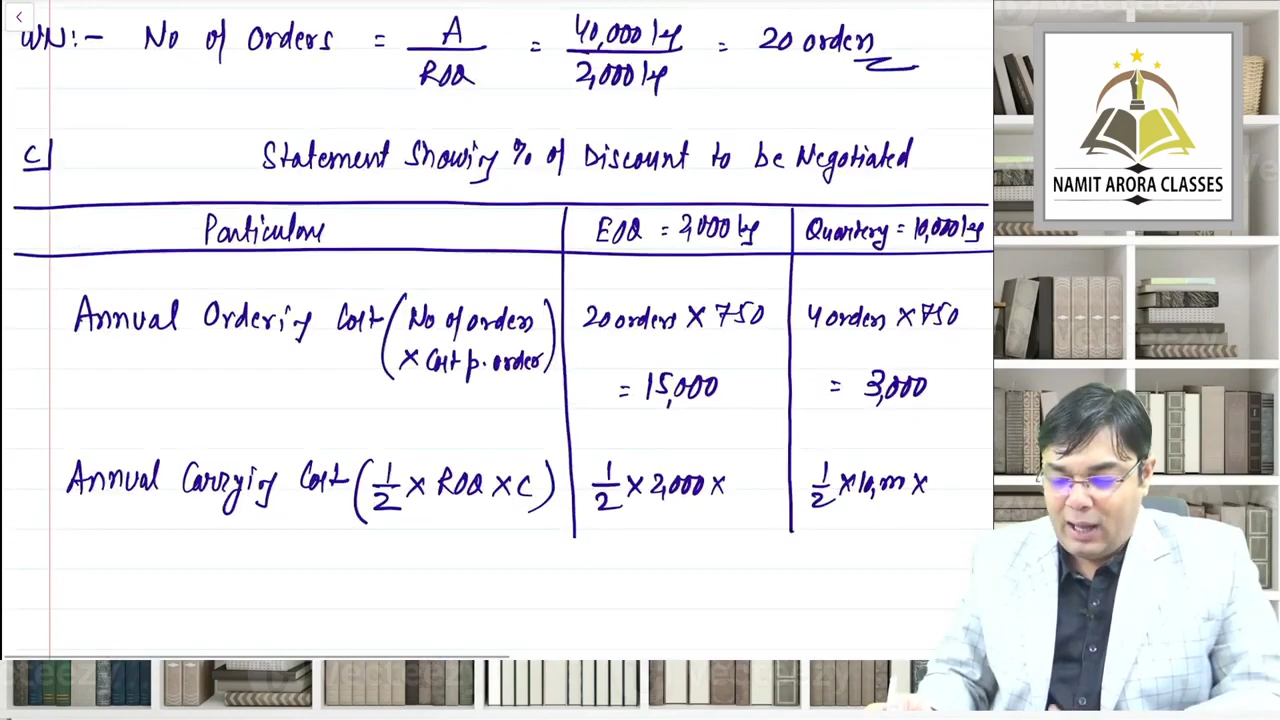 WN:- No of Orders = A / ROQ = 40,000 kg / 2,000 kg = 20 orders
C] Statement Showing % of Discount to be Negotiated
Particulars | EOQ = 2,000 kg | Quarterly = 10,000 kg
Annual Ordering Cost (No of orders × Cost p. order) | 20 orders × 750 | 4 orders × 750
= 15,000 | = 3,000
Annual Carrying Cost (1/2 × ROQ × C) | 1/2 × 2,000 × | 1/2 × 10,000 ×
NAMIT ARORA CLASSES